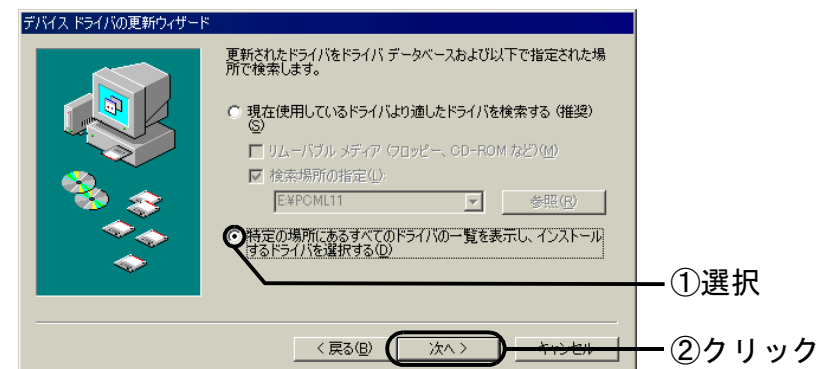 デバイス ドライバの更新ウィザード
更新されたドライバをドライバ データベースおよび以下で指定された場
所で検索します。
現在使用しているドライバより適したドライバを検索する (推奨)
(S)
リムーバブル メディア (フロッピー、CD-ROM など)(M)
検索場所の指定(L):
E:¥PCML11
参照(R)
特定の場所にあるすべてのドライバの一覧を表示し、インストール
するドライバを選択する(D)
①選択
< 戻る(B)
次へ >
キャンセル
②クリック